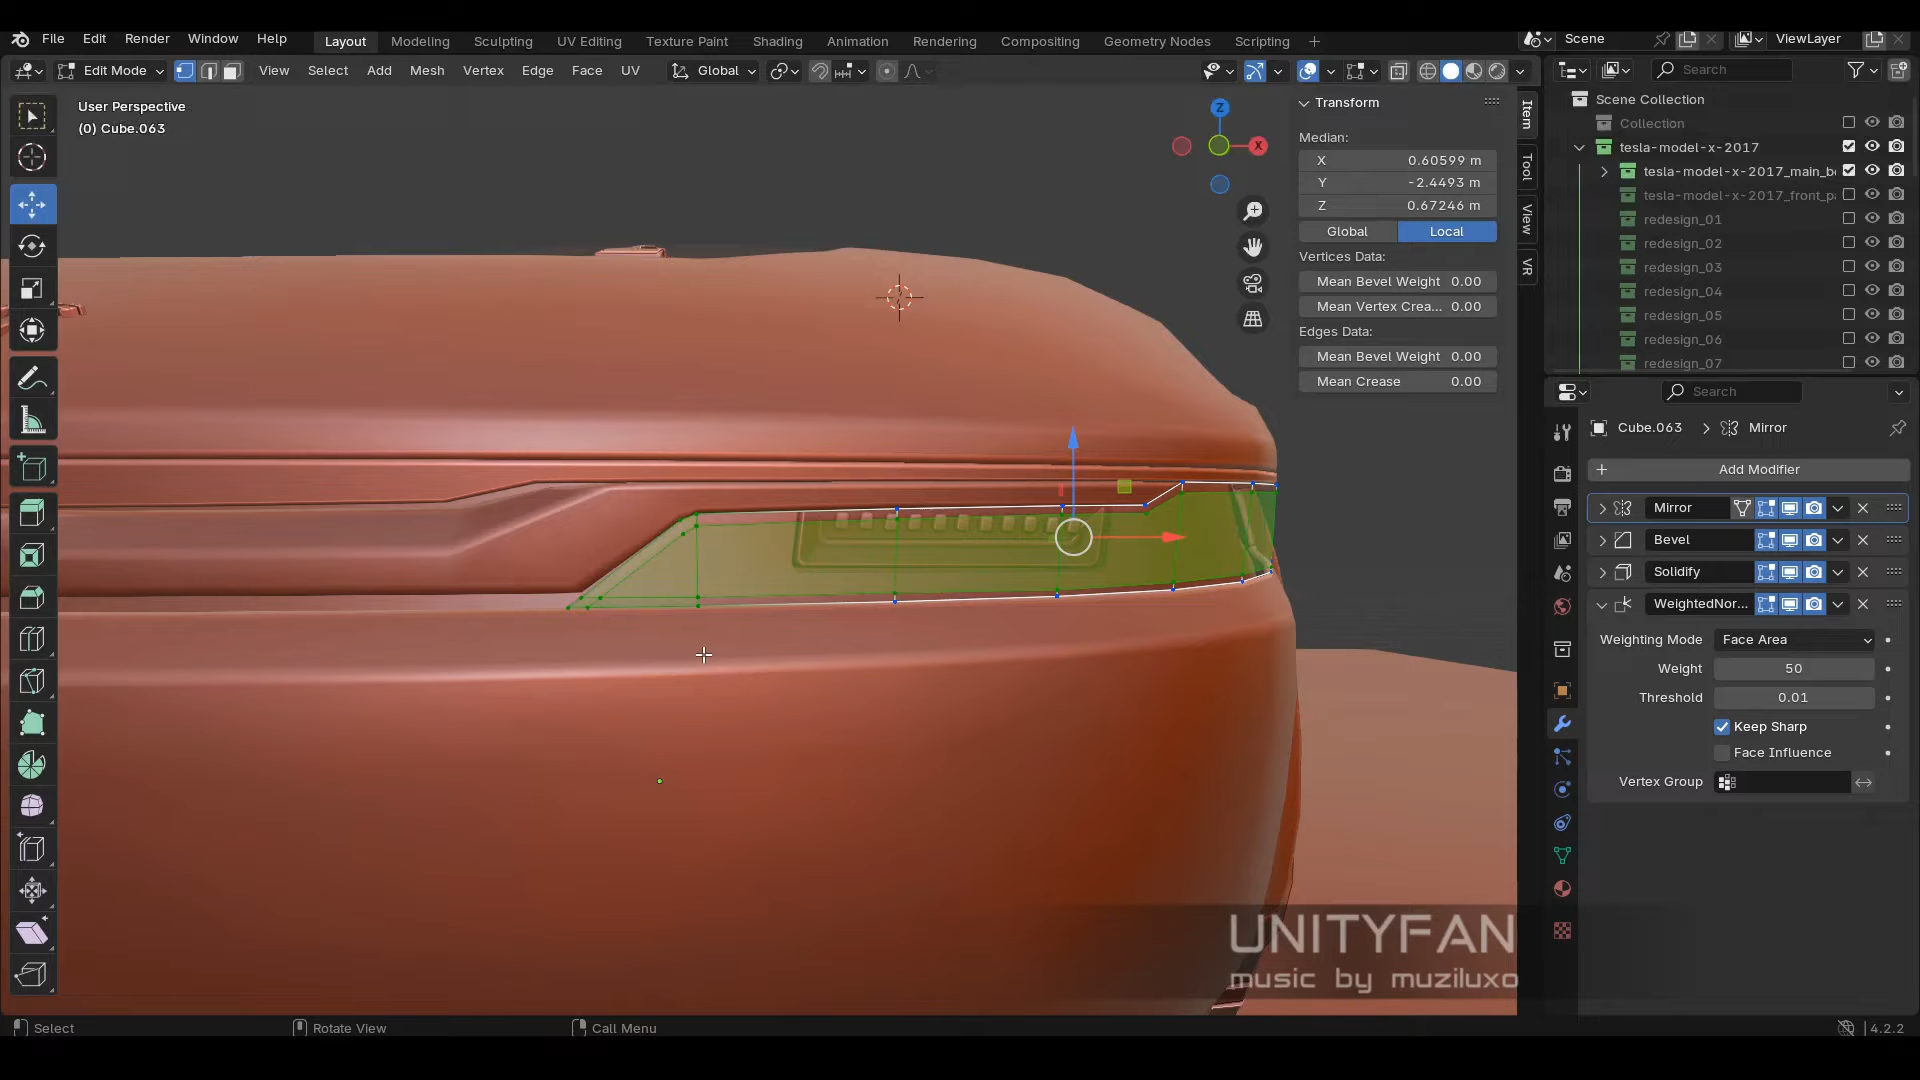 File Edit Render Window Help Layout Modeling Sculpting UV Editing Texture Paint Shading Animation Rendering Compositing Geometry Nodes Scripting + Scene ViewLayer
Edit Mode View Select Add Mesh Vertex Edge Face UV Global Search
User Perspective
(0) Cube.063
Z
X
Transform
Median:
X 0.60599 m
Y -2.4493 m
Z 0.67246 m
Global Local
Vertices Data:
Mean Bevel Weight 0.00
Mean Vertex Crea... 0.00
Edges Data:
Mean Bevel Weight 0.00
Mean Crease 0.00
Item
Tool
View
VR
Scene Collection
Collection
tesla-model-x-2017
tesla-model-x-2017_main_b
tesla-model-x-2017_front_p
redesign_01
redesign_02
redesign_03
redesign_04
redesign_05
redesign_06
redesign_07
Search
Cube.063 > Mirror
+ Add Modifier
Mirror
Bevel
Solidify
WeightedNor...
Weighting Mode Face Area
Weight 50
Threshold 0.01
Keep Sharp
Face Influence
Vertex Group
UNITYFAN
music by muziluxo
Select Rotate View Call Menu 4.2.2